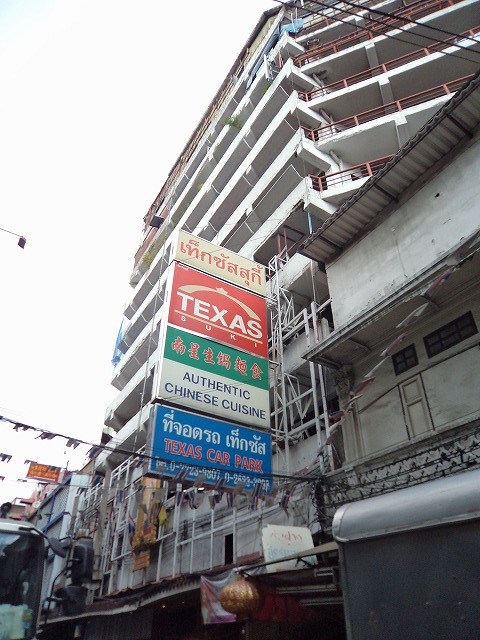 เท็กซัสสุกี้
TEXAS
SUKI
南星生锅麵食
AUTHENTIC
CHINESE CUISINE
ที่จอดรถ เท็กซัส
TEXAS CAR PARK